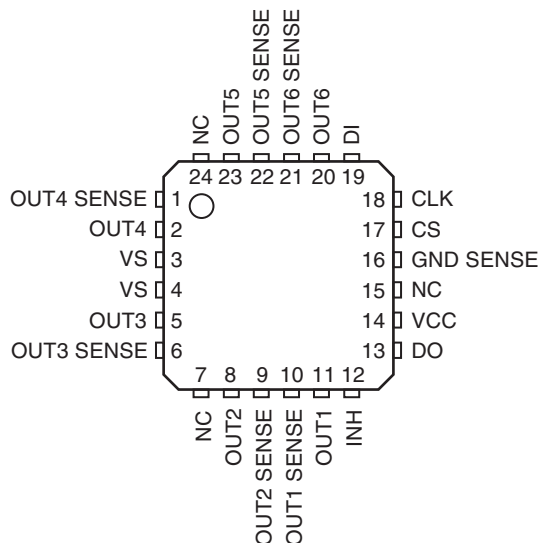 NC
OUT5
OUT5 SENSE
OUT6 SENSE
OUT6
DI
24 23 22 21 20 19
OUT4 SENSE 1 18 CLK
OUT4 2 17 CS
VS 3 16 GND SENSE
VS 4 15 NC
OUT3 5 14 VCC
OUT3 SENSE 6 13 DO
7 8 9 10 11 12
NC
OUT2
OUT2 SENSE
OUT1 SENSE
OUT1
INH